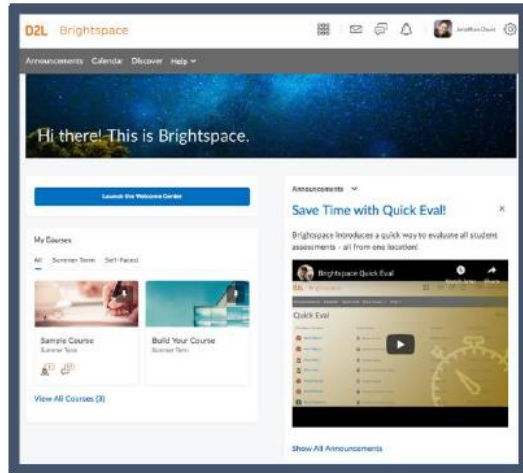 D2L Brightspace
Announcements Calendar Discover Help
Hi there! This is Brightspace.
Launch the Welcome Center
My Courses
All Summer Term Self-Paced
Sample Course
Summer Term
Build Your Course
Summer Term
View All Courses (3)
Announcements
Save Time with Quick Eval!
Brightspace introduces a quick way to evaluate all student
assessments - all from one location!
Brightspace Quick Eval
Quick Eval
Show All Announcements